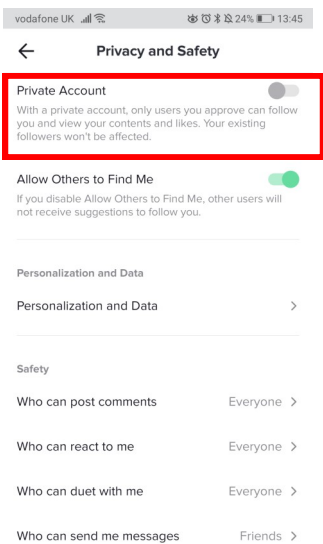 vodafone UK 24% 13:45
Privacy and Safety
Private Account
With a private account, only users you approve can follow
you and view your contents and likes. Your existing
followers won't be affected.
Allow Others to Find Me
If you disable Allow Others to Find Me, other users will
not receive suggestions to follow you.
Personalization and Data
Personalization and Data
Safety
Who can post comments Everyone
Who can react to me Everyone
Who can duet with me Everyone
Who can send me messages Friends